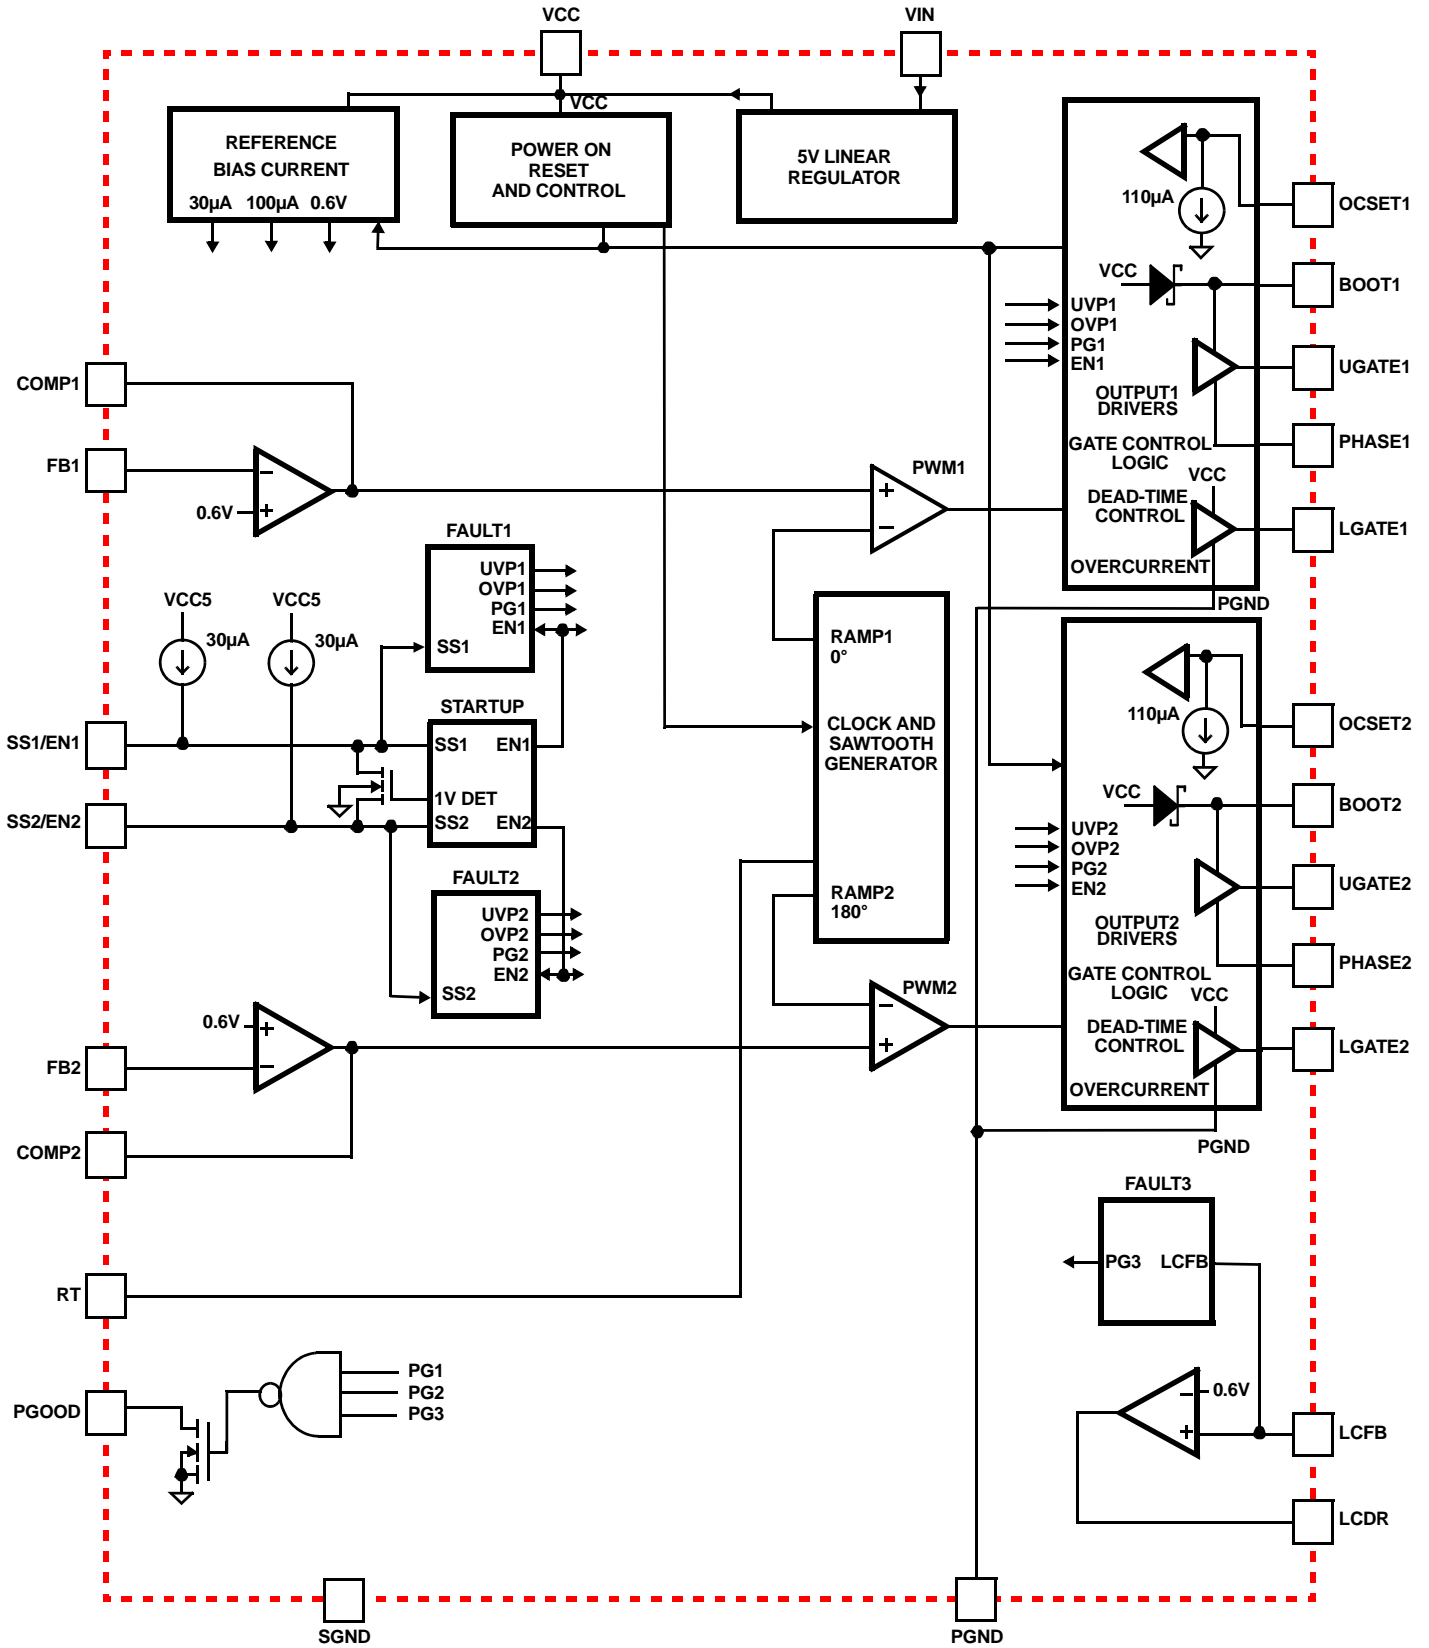 VCC
VIN
VCC
REFERENCE
BIAS CURRENT
30µA 100µA 0.6V
POWER ON
RESET
AND CONTROL
5V LINEAR
REGULATOR
110µA
OCSET1
VCC
BOOT1
UVP1
OVP1
PG1
EN1
UGATE1
OUTPUT1
DRIVERS
PHASE1
GATE CONTROL
LOGIC
VCC
DEAD-TIME
CONTROL
LGATE1
OVERCURRENT
PGND
COMP1
FB1
−
+
0.6V
PWM1
+
−
FAULT1
UVP1
OVP1
PG1
EN1
SS1
VCC5
30µA
VCC5
30µA
STARTUP
SS1 EN1
1V DET
SS2 EN2
SS1/EN1
SS2/EN2
FAULT2
UVP2
OVP2
PG2
EN2
SS2
RAMP1
0°
CLOCK AND
SAWTOOTH
GENERATOR
RAMP2
180°
PWM2
−
+
110µA
OCSET2
VCC
BOOT2
UVP2
OVP2
PG2
EN2
UGATE2
OUTPUT2
DRIVERS
PHASE2
GATE CONTROL
LOGIC
VCC
DEAD-TIME
CONTROL
LGATE2
OVERCURRENT
PGND
0.6V
+
−
FB2
COMP2
RT
PGOOD
PG1
PG2
PG3
FAULT3
PG3 LCFB
−
0.6V
+
LCFB
LCDR
SGND
PGND